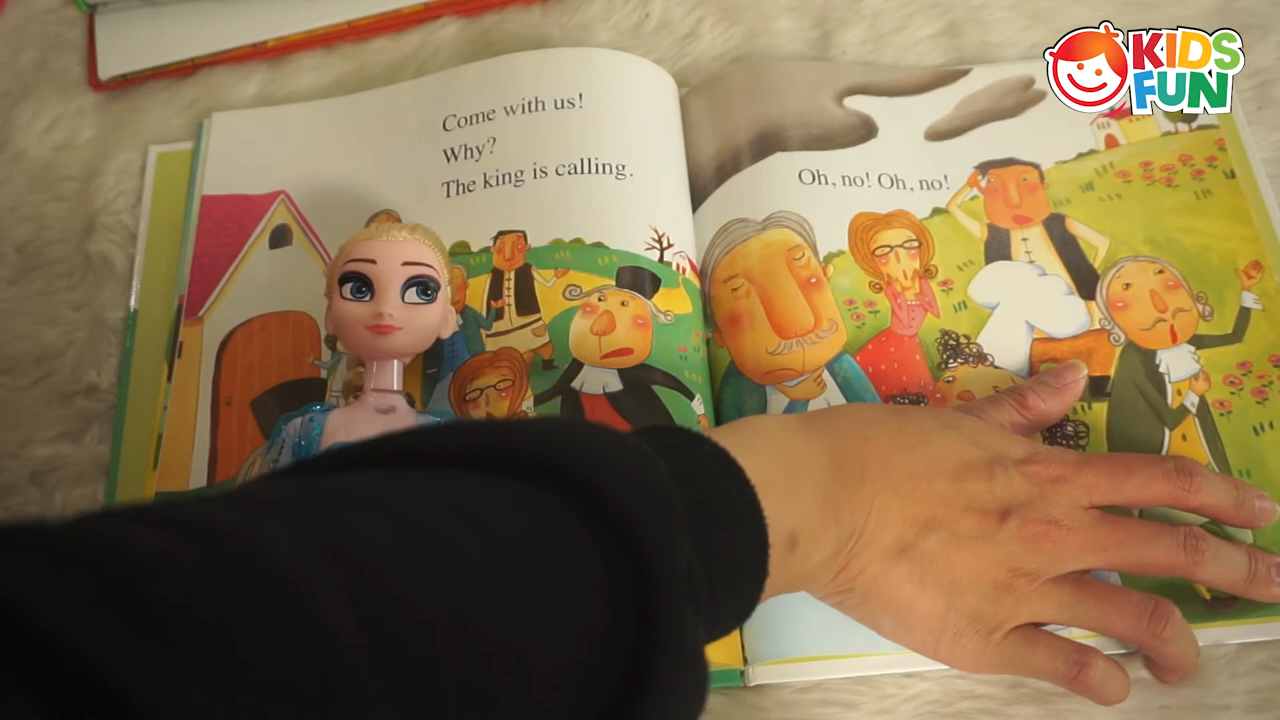 Come with us!
Why?
The king is calling.
Oh, no! Oh, no!
KIDS
FUN